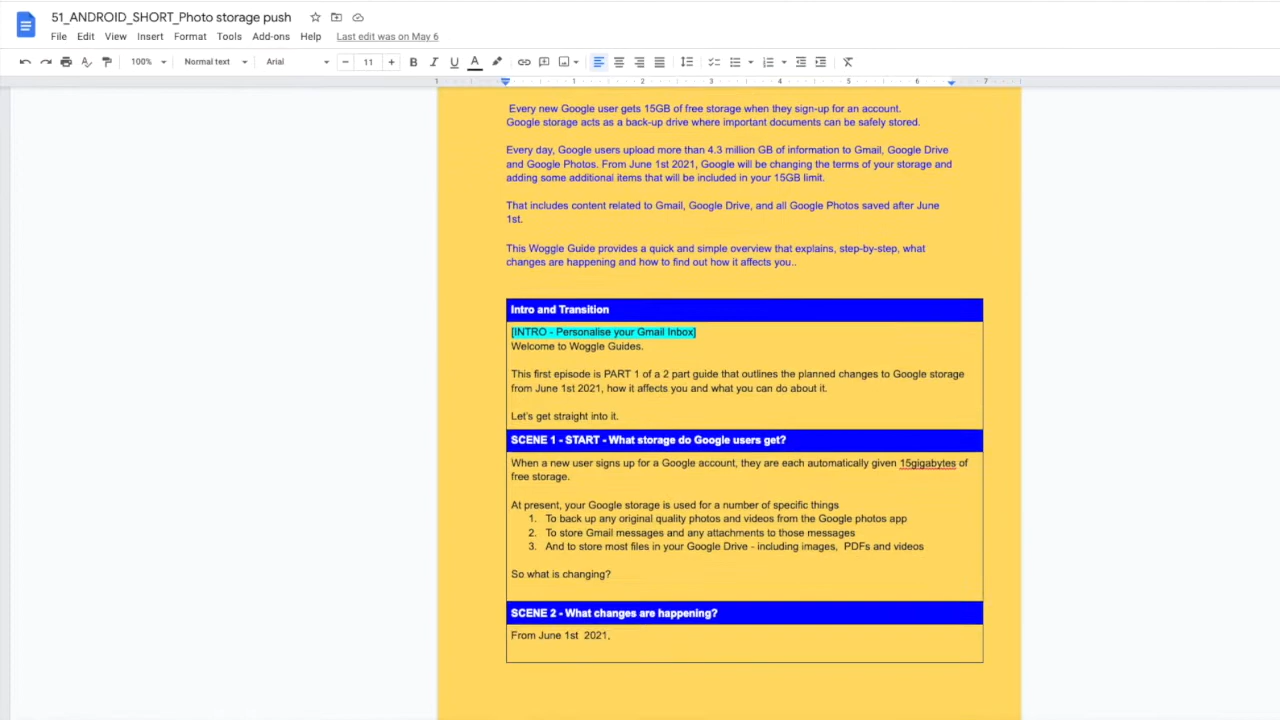 51_ANDROID_SHORT_Photo storage push
File Edit View Insert Format Tools Add-ons Help Last edit was on May 6
100% Normal text Arial 11 B I U A
1 1 2 3 4 5 6 7
Every new Google user gets 15GB of free storage when they sign-up for an account.
Google storage acts as a back-up drive where important documents can be safely stored.
Every day, Google users upload more than 4.3 million GB of information to Gmail, Google Drive
and Google Photos. From June 1st 2021, Google will be changing the terms of your storage and
adding some additional items that will be included in your 15GB limit.
That includes content related to Gmail, Google Drive, and all Google Photos saved after June
1st.
This Woggle Guide provides a quick and simple overview that explains, step-by-step, what
changes are happening and how to find out how it affects you..
Intro and Transition
[INTRO - Personalise your Gmail Inbox]
Welcome to Woggle Guides.
This first episode is PART 1 of a 2 part guide that outlines the planned changes to Google storage
from June 1st 2021, how it affects you and what you can do about it.
Let's get straight into it.
SCENE 1 - START - What storage do Google users get?
When a new user signs up for a Google account, they are each automatically given 15gigabytes of
free storage.
At present, your Google storage is used for a number of specific things
1. To back up any original quality photos and videos from the Google photos app
2. To store Gmail messages and any attachments to those messages
3. And to store most files in your Google Drive - including images, PDFs and videos
So what is changing?
SCENE 2 - What changes are happening?
From June 1st 2021,